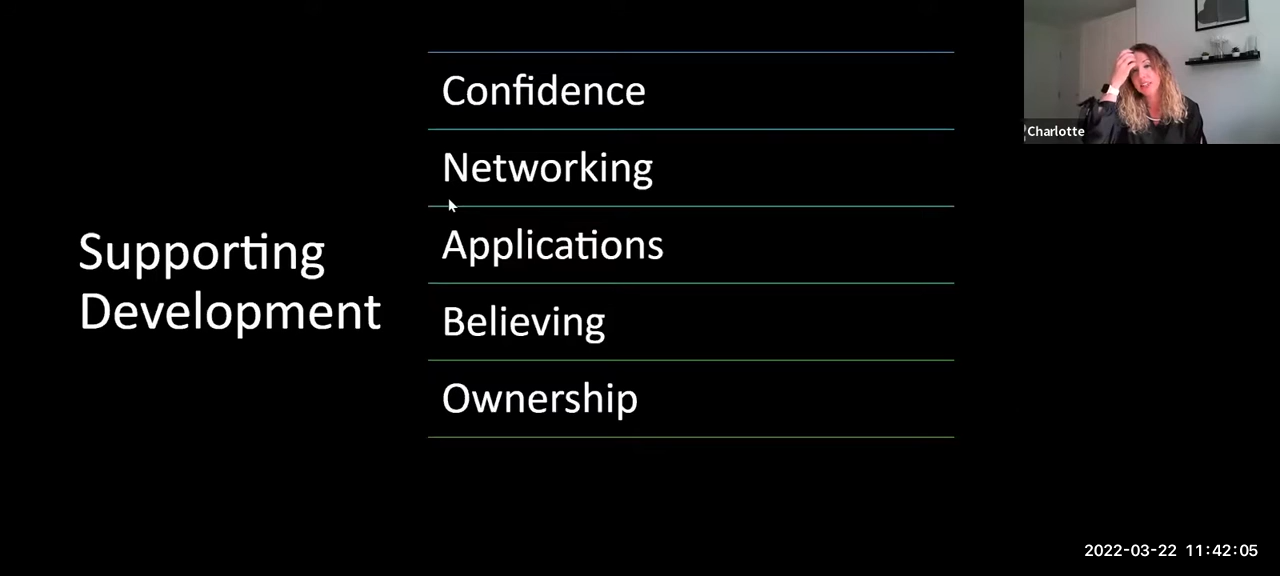 Supporting
Development
Confidence
Networking
Applications
Believing
Ownership
Charlotte
2022-03-22 11:42:05